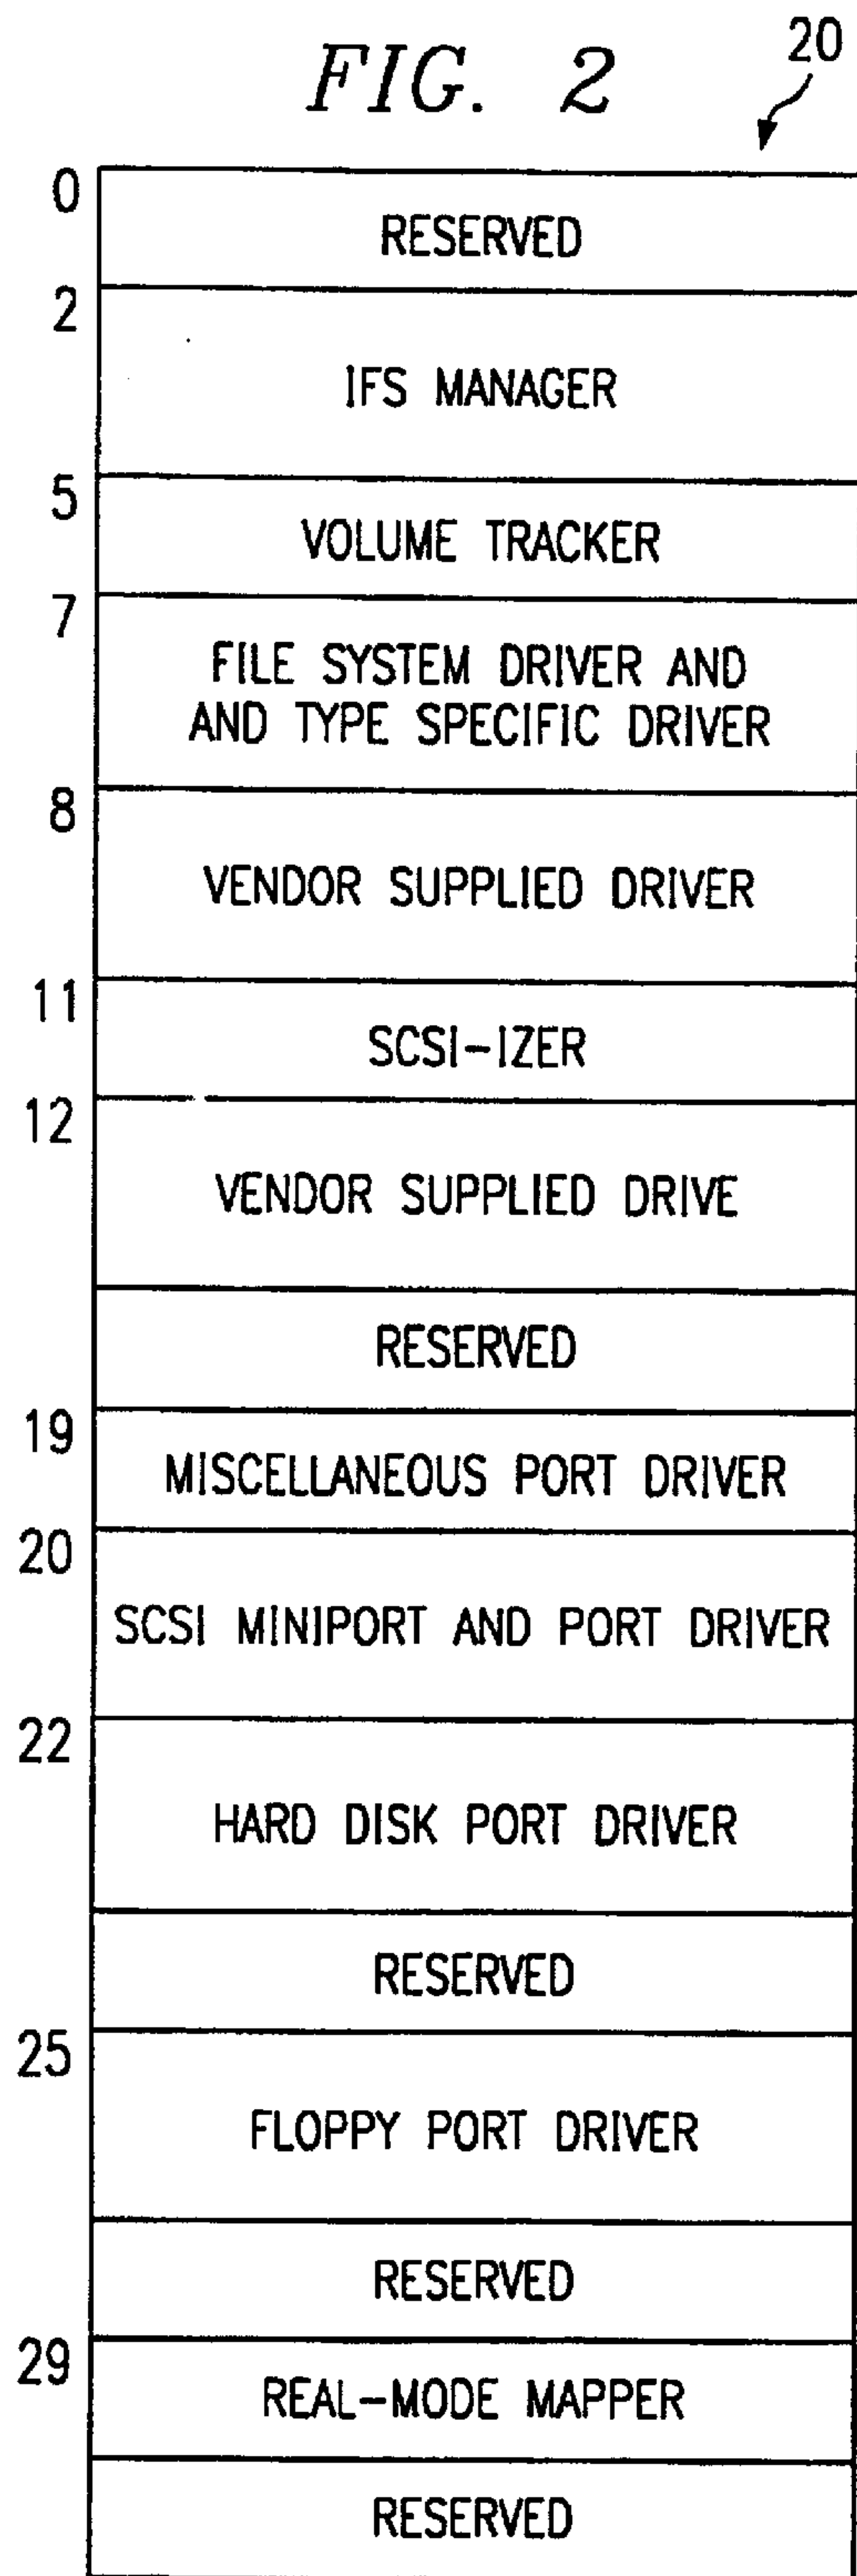 FIG. 2
20
0
RESERVED
2
IFS MANAGER
5
VOLUME TRACKER
7
FILE SYSTEM DRIVER AND
AND TYPE SPECIFIC DRIVER
8
VENDOR SUPPLIED DRIVER
11
SCSI-IZER
12
VENDOR SUPPLIED DRIVE
RESERVED
19
MISCELLANEOUS PORT DRIVER
20
SCSI MINIPORT AND PORT DRIVER
22
HARD DISK PORT DRIVER
RESERVED
25
FLOPPY PORT DRIVER
RESERVED
29
REAL-MODE MAPPER
RESERVED